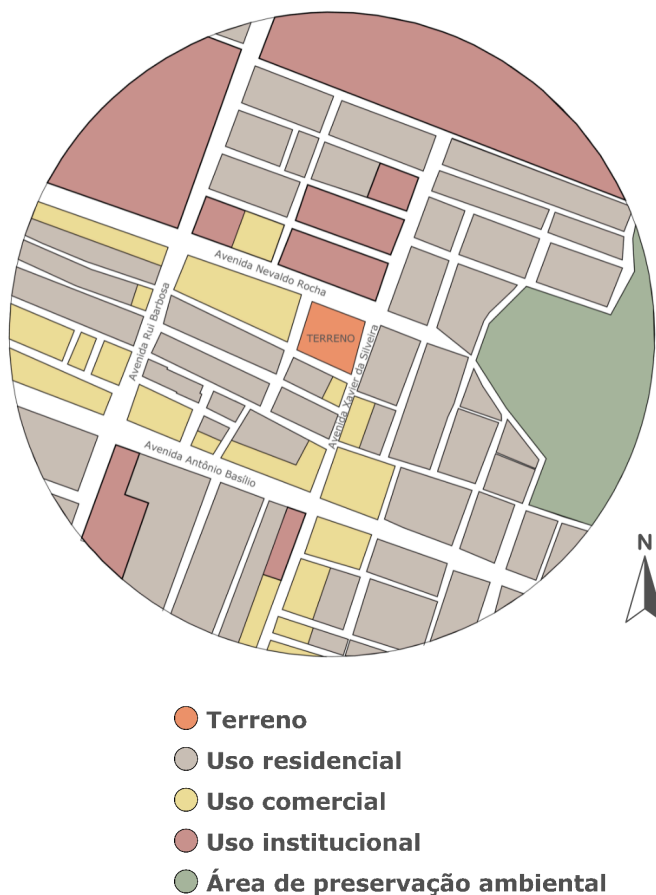 Avenida Nevaldo Rocha
Avenida Rui Barbosa
TERRENO
Avenida Xavier da Silveira
Avenida Antônio Basílio
N
Terreno
Uso residencial
Uso comercial
Uso institucional
Área de preservação ambiental